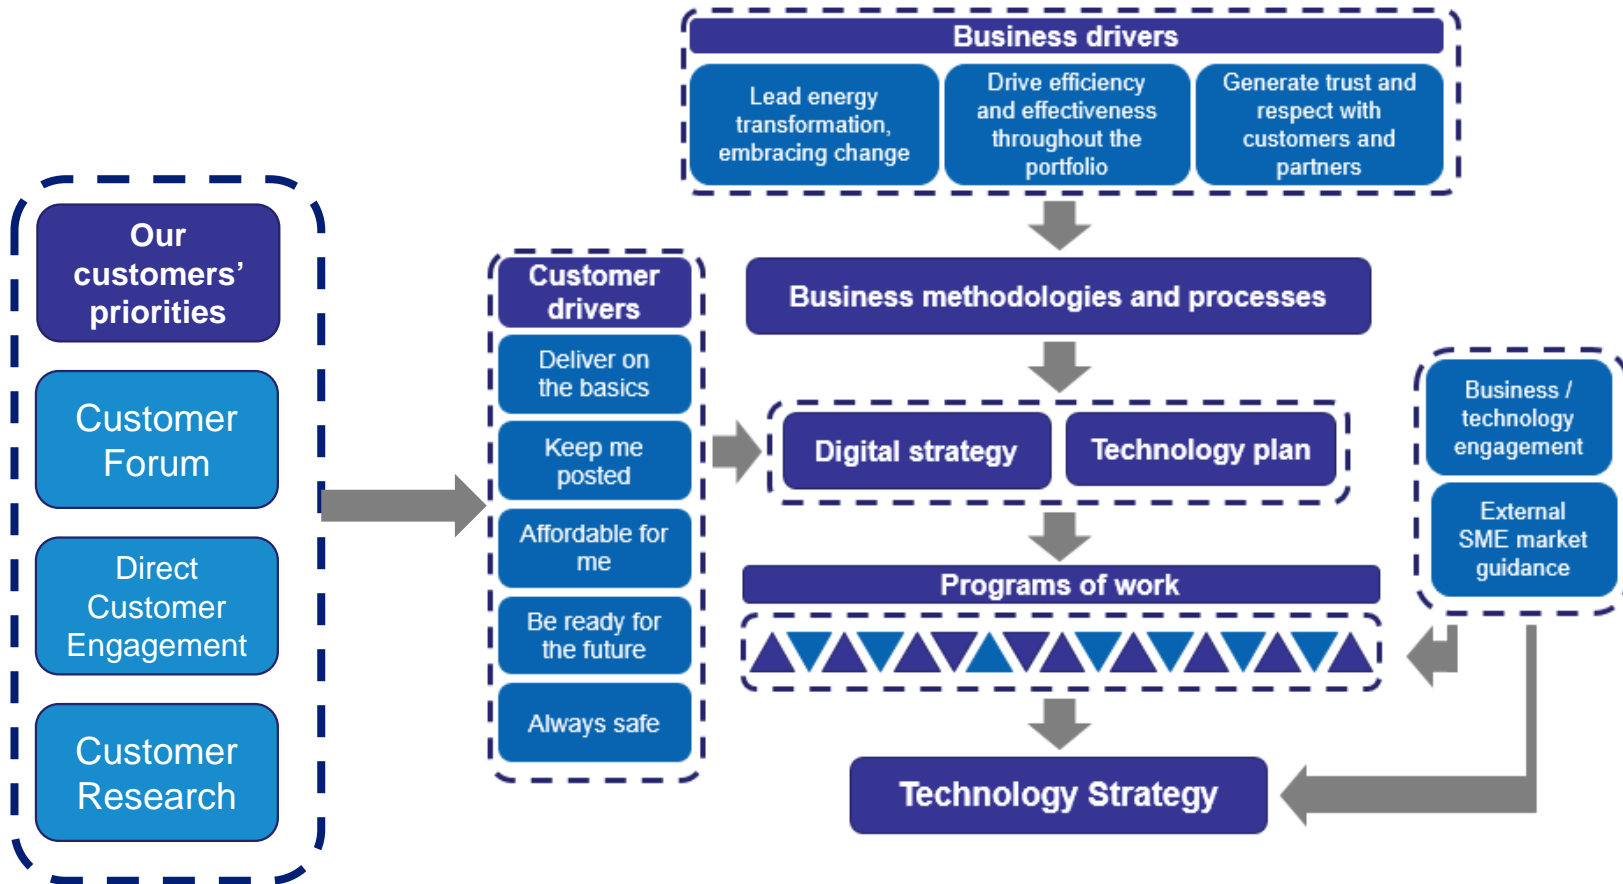 Business drivers
Lead energy
transformation,
embracing change
Drive efficiency
and effectiveness
throughout the
portfolio
Generate trust and
respect with
customers and
partners
Our
customers’
priorities
Customer
Forum
Direct
Customer
Engagement
Customer
Research
Customer
drivers
Deliver on
the basics
Keep me
posted
Affordable for
me
Be ready for
the future
Always safe
Business methodologies and processes
Digital strategy
Technology plan
Programs of work
Technology Strategy
Business /
technology
engagement
External
SME market
guidance